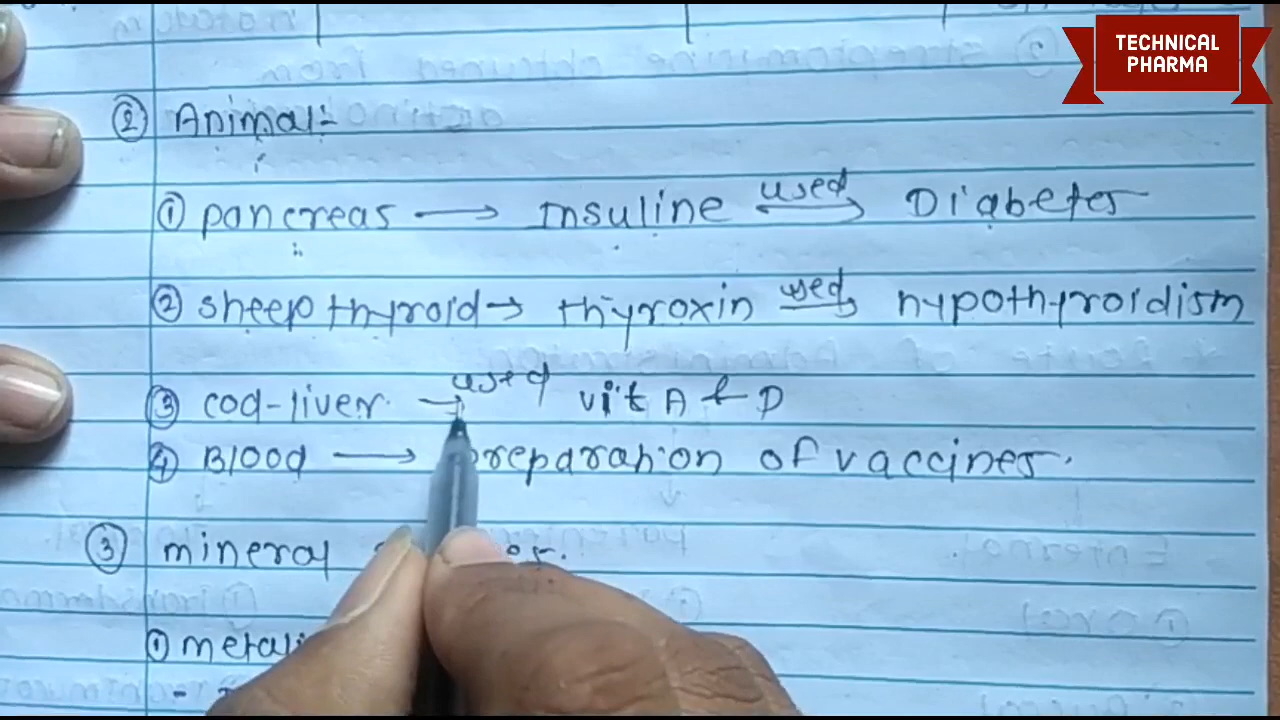 TECHNICAL
PHARMA
② Animal:-
① pancreas → Insuline used Diabetes
② sheep thyroid → thyroxin used hypothyroidism
③ cod-liver → used vit A & D
④ Blood → preparation of vaccines.
③ mineral
①